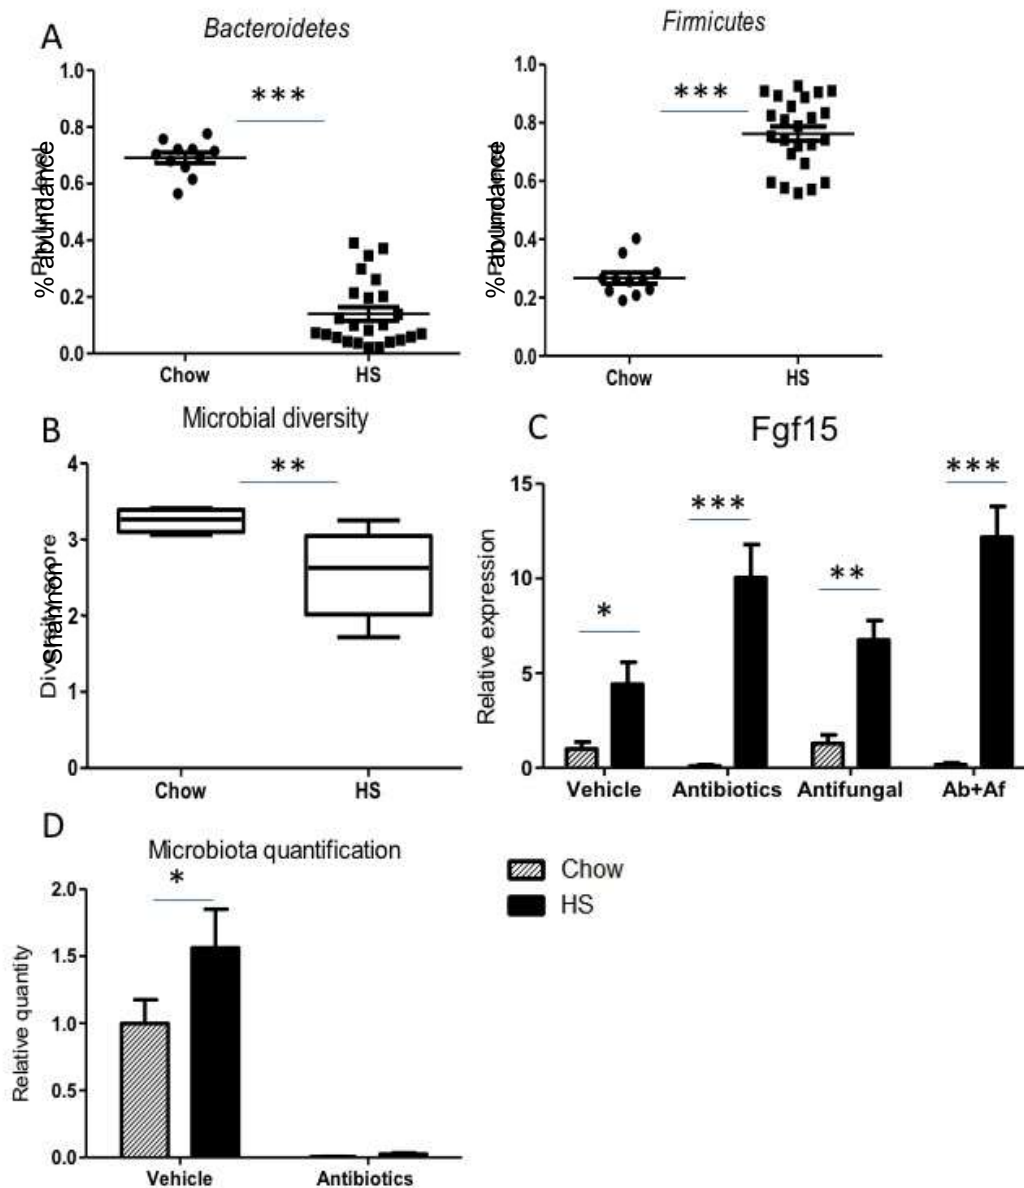 A
Bacteroidetes
Firmicutes
***
***
1.0
0.8
0.6
0.4
0.2
0.0
% abundance
Chow
HS
1.0
0.8
0.6
0.4
0.2
0.0
% abundance
Chow
HS
B
Microbial diversity
**
4
3
2
1
0
Diversity score
Shannon
Chow
HS
C
Fgf15
***
***
**
*
15
10
5
0
Relative expression
Vehicle
Antibiotics
Antifungal
Ab+Af
D
Microbiota quantification
*
2.0
1.5
1.0
0.5
0.0
Relative quantity
Vehicle
Antibiotics
Chow
HS